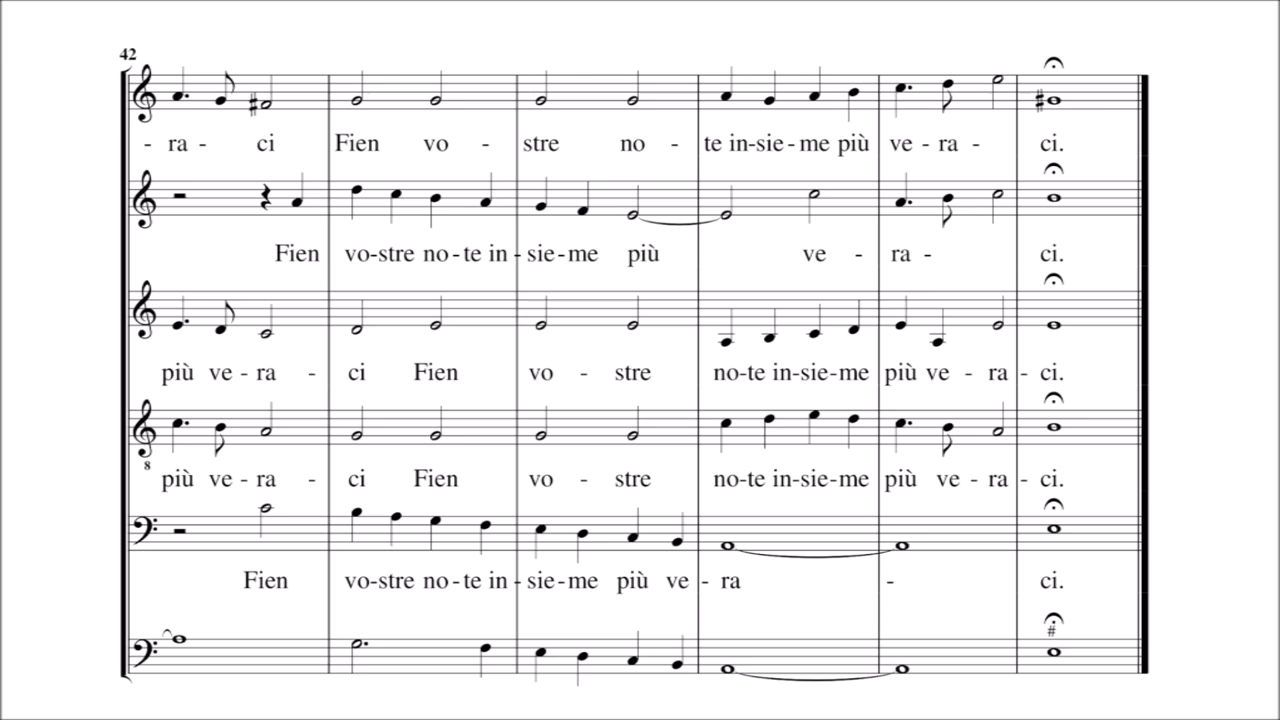 42
- ra - ci Fien vo - stre no - te in-sie-me più ve - ra - ci.
Fien vo-stre no-te in-sie-me più ve - ra - ci.
più ve - ra - ci Fien vo - stre no-te in-sie-me più ve - ra - ci.
8
più ve - ra - ci Fien vo - stre no-te in-sie-me più ve - ra - ci.
Fien vo-stre no-te in-sie-me più ve - ra - ci.